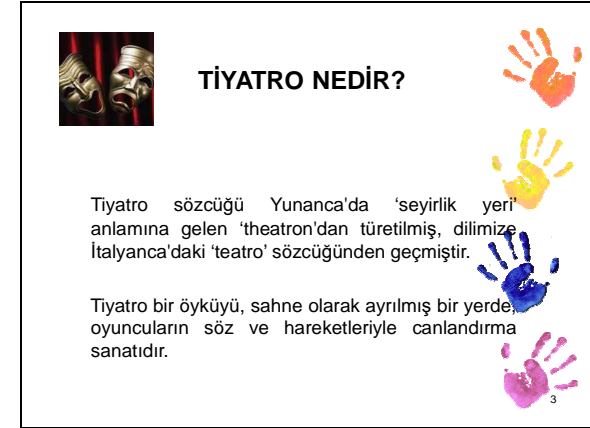 TİYATRO NEDİR?
Tiyatro sözcüğü Yunanca'da ‘seyirlik yeri’
anlamına gelen ‘theatron'dan türetilmiş, dilimize
İtalyanca'daki ‘teatro’ sözcüğünden geçmiştir.
Tiyatro bir öyküyü, sahne olarak ayrılmış bir yerde,
oyuncuların söz ve hareketleriyle canlandırma
sanatıdır.
3